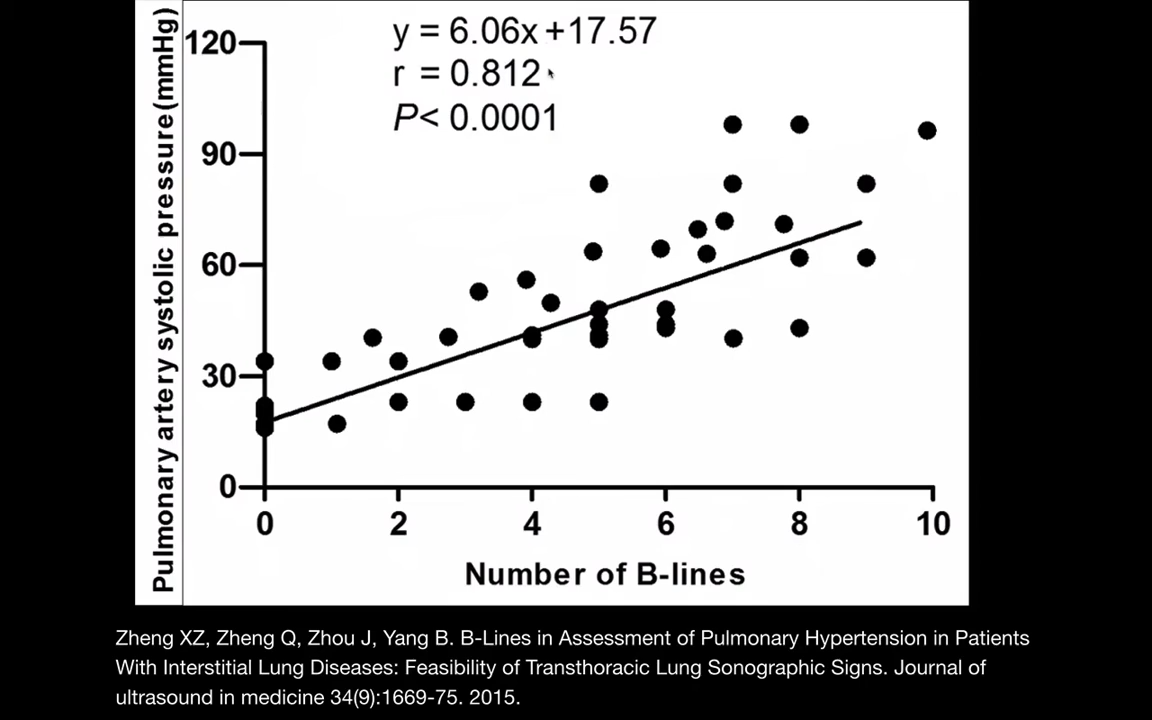 y = 6.06x+17.57
r = 0.812
P< 0.0001
Pulmonary artery systolic pressure(mmHg)
120
90
60
30
0
0 2 4 6 8 10
Number of B-lines
Zheng XZ, Zheng Q, Zhou J, Yang B. B-Lines in Assessment of Pulmonary Hypertension in Patients
With Interstitial Lung Diseases: Feasibility of Transthoracic Lung Sonographic Signs. Journal of
ultrasound in medicine 34(9):1669-75. 2015.